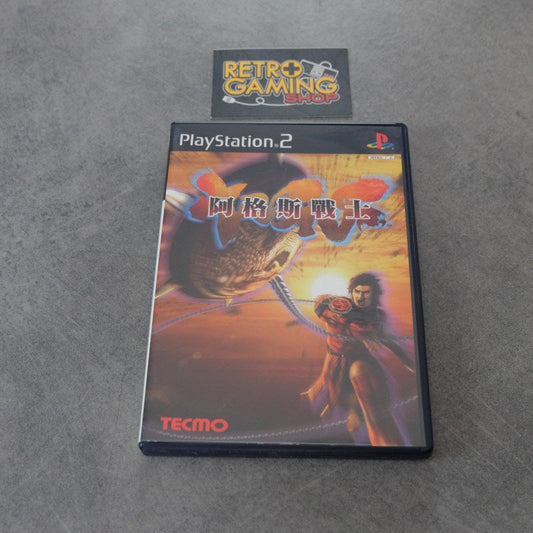 RETRO
GAMING
SHOP
PlayStation®2
阿格斯戰士
TECMO